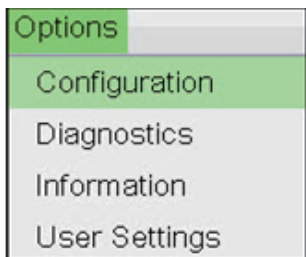 Options
Configuration
Diagnostics
Information
User Settings